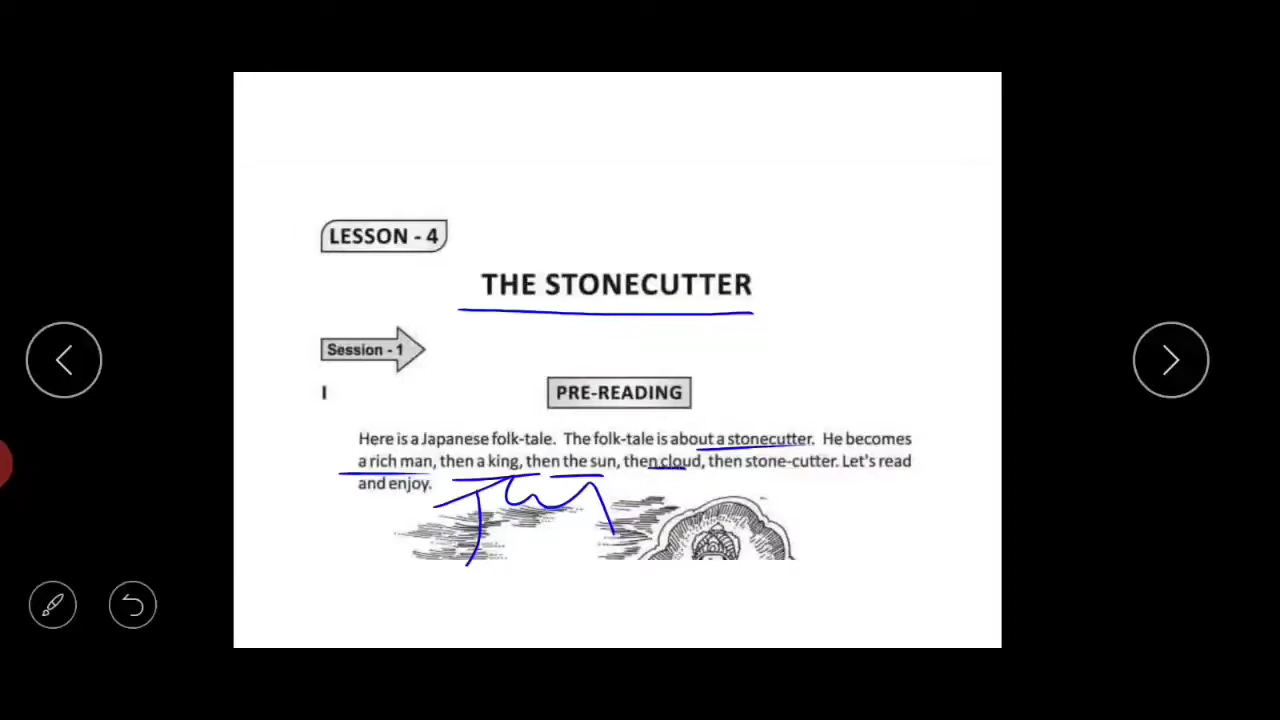 LESSON - 4
THE STONECUTTER
Session - 1
I
PRE-READING
Here is a Japanese folk-tale. The folk-tale is about a stonecutter. He becomes
a rich man, then a king, then the sun, then cloud, then stone-cutter. Let's read
and enjoy.